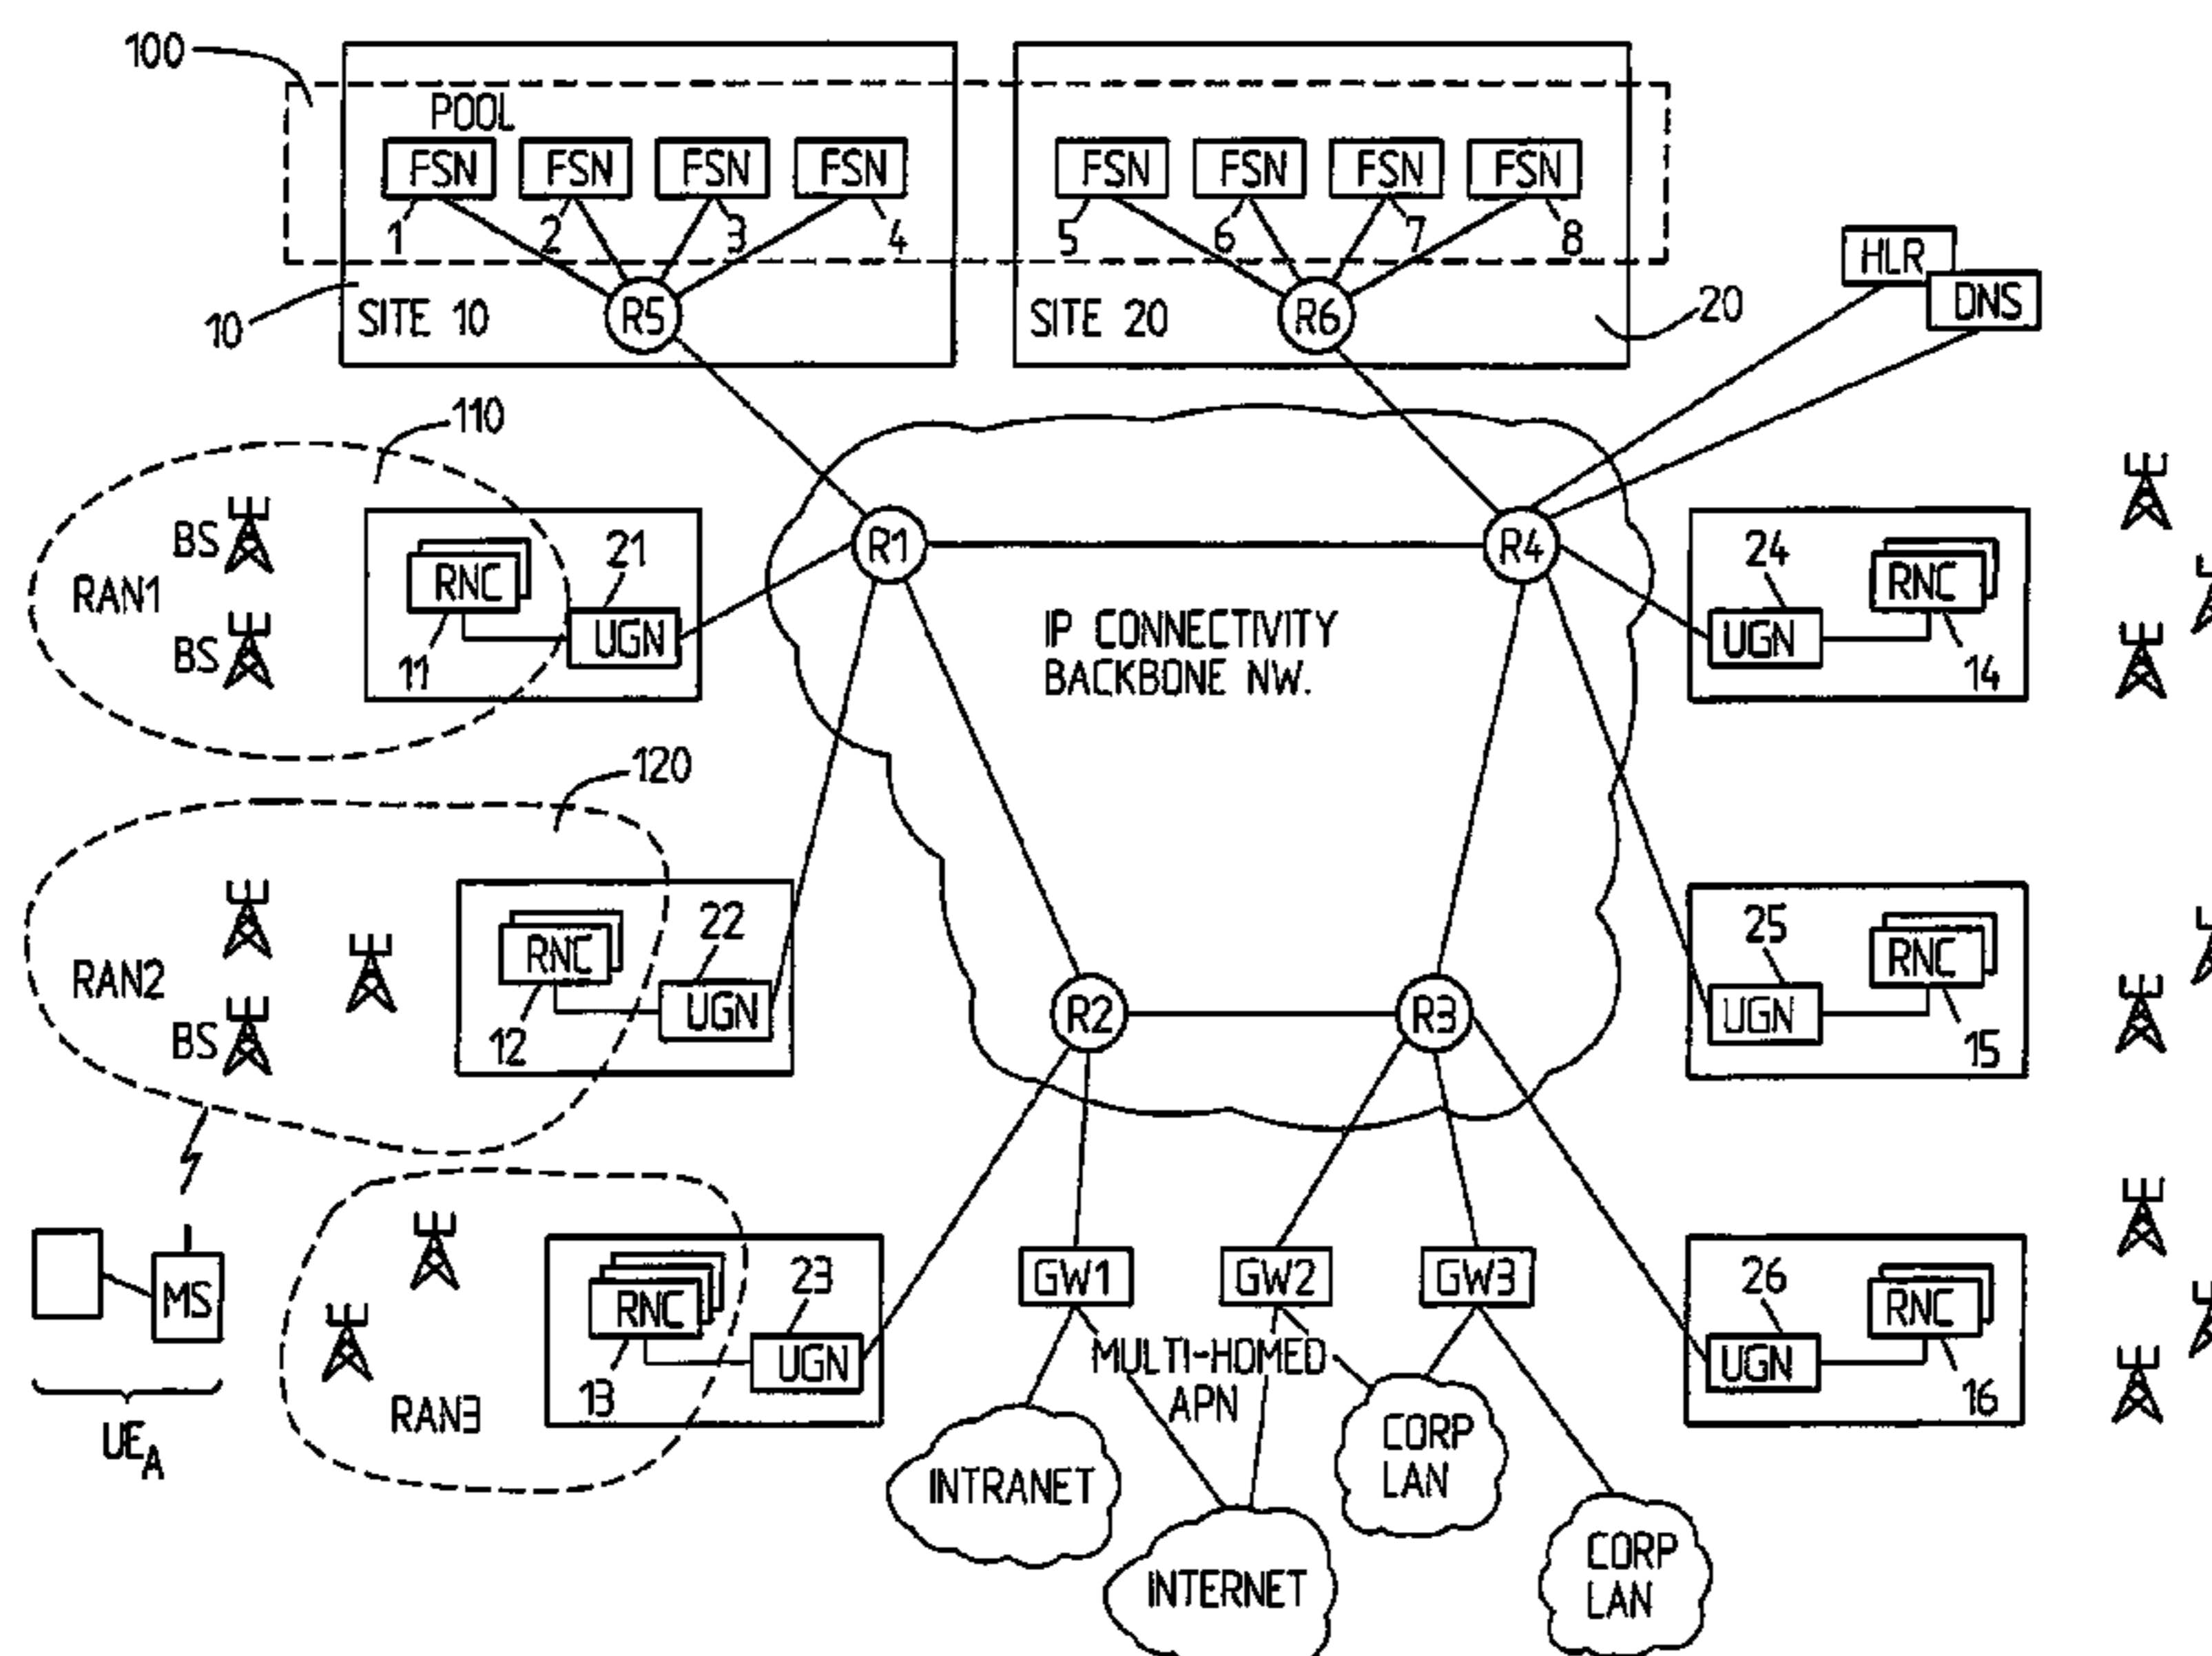 100
POOL
FSN FSN FSN FSN
FSN FSN FSN FSN
1 2 3 4
5 6 7 8
HLR
DNS
10
SITE 10
R5
SITE 20
R6
20
110
BS
RAN1
BS
RNC
11
21
UGN
R1
R4
IP CONNECTIVITY
BACKBONE NW.
24
UGN
RNC
14
120
RAN2
BS
RNC
12
22
UGN
R2
R3
25
UGN
RNC
15
MS
UEA
RAN3
RNC
13
23
UGN
GW1
GW2
GW3
MULTI-HOMED
APN
26
UGN
RNC
16
INTRANET
INTERNET
CORP
LAN
CORP
LAN